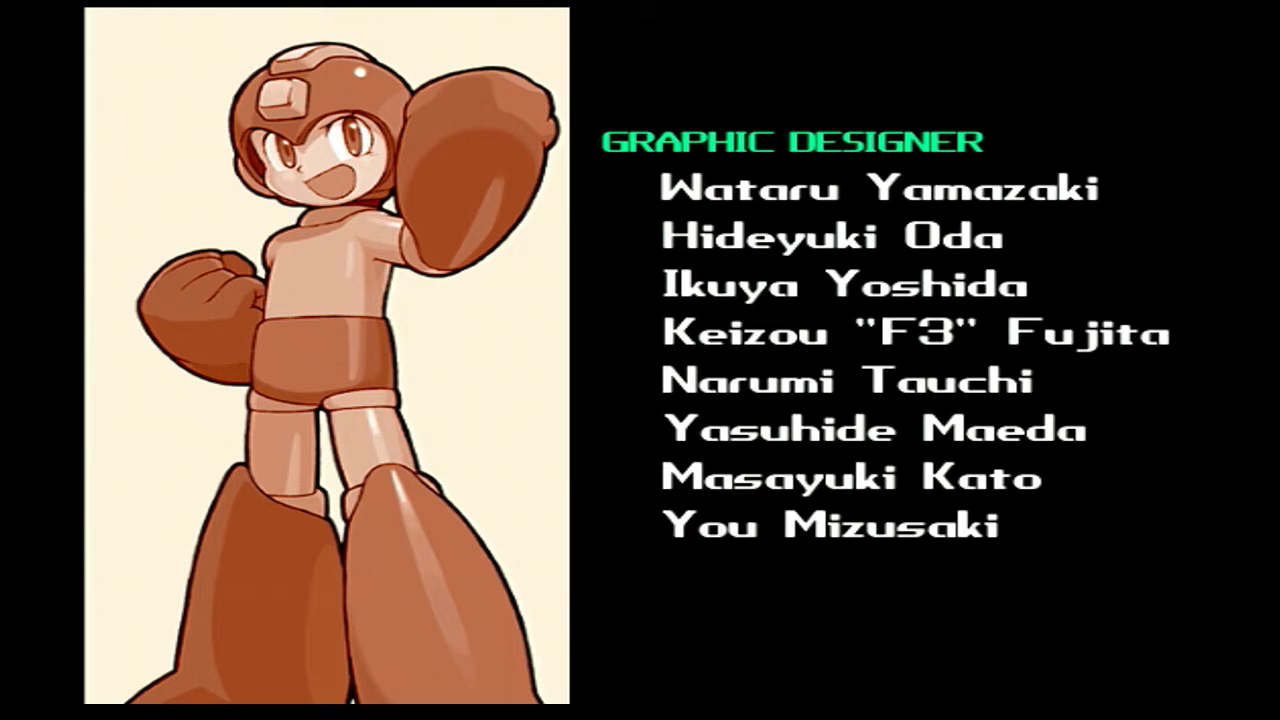 GRAPHIC DESIGNER
Wataru Yamazaki
Hideyuki Oda
Ikuya Yoshida
Keizou "F3" Fujita
Narumi Tauchi
Yasuhide Maeda
Masayuki Kato
You Mizusaki